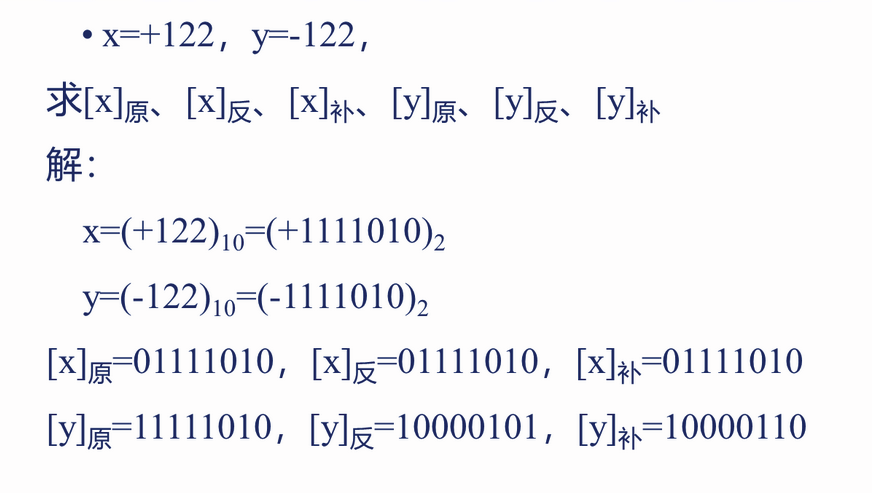 • x=+122，y=-122，
求[x]原、[x]反、[x]补、[y]原、[y]反、[y]补
解：
x=(+122)10=(+1111010)2
y=(-122)10=(-1111010)2
[x]原=01111010，[x]反=01111010，[x]补=01111010
[y]原=11111010，[y]反=10000101，[y]补=10000110